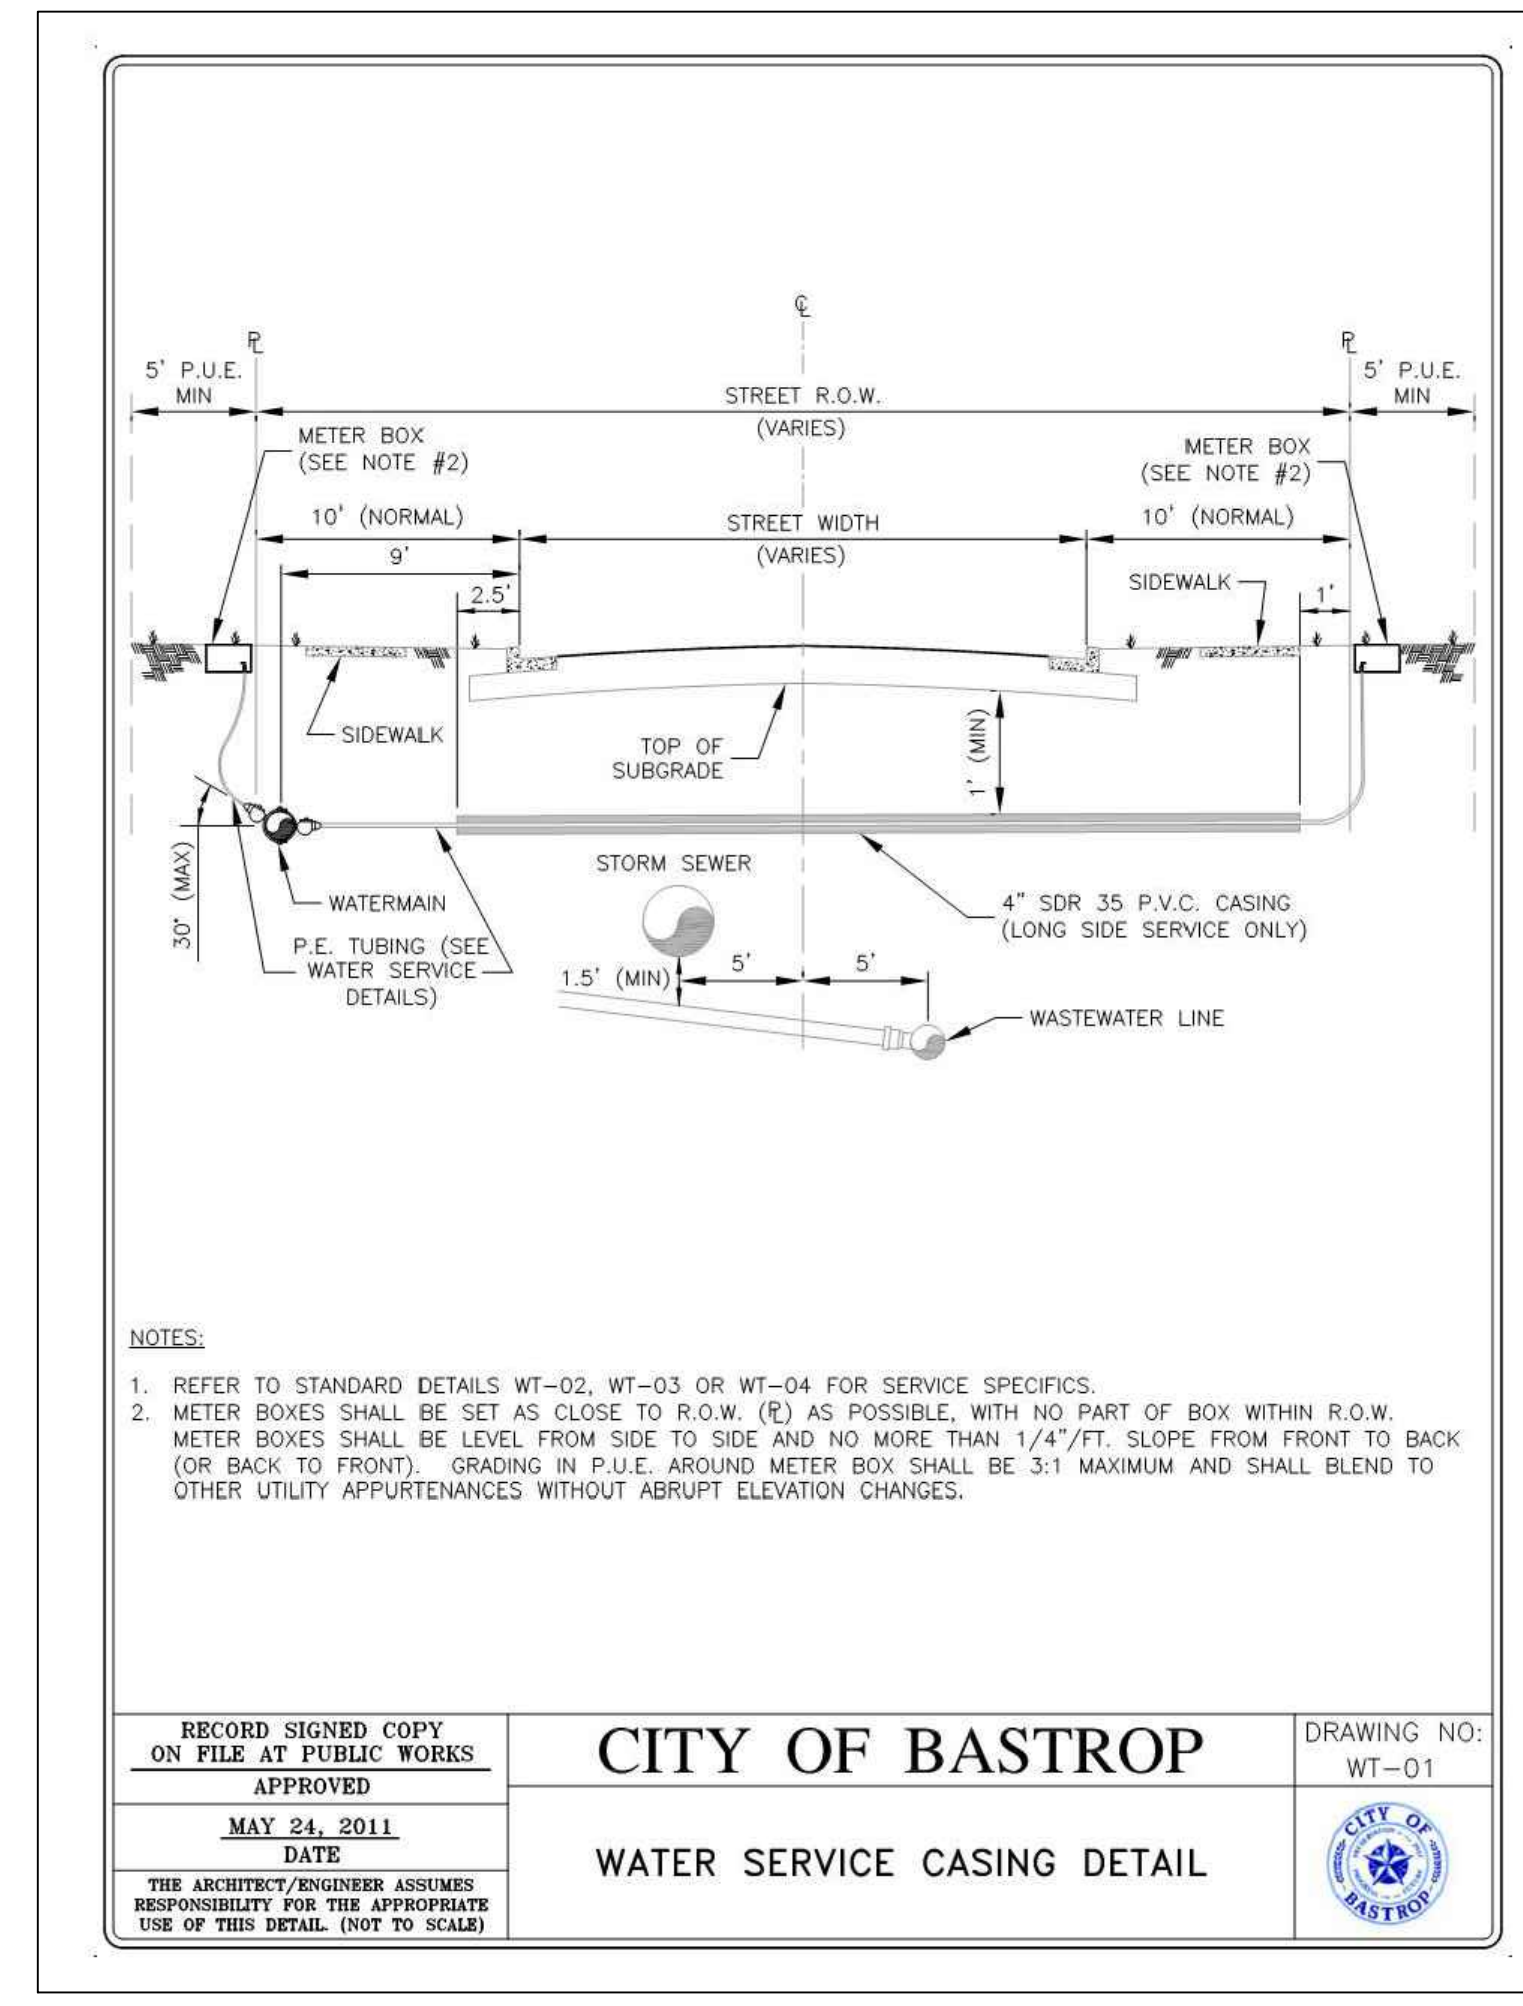 ℄
℄
℄
5' P.U.E.
MIN
STREET R.O.W.
(VARIES)
5' P.U.E.
MIN
METER BOX
(SEE NOTE #2)
METER BOX
(SEE NOTE #2)
10' (NORMAL)
STREET WIDTH
(VARIES)
10' (NORMAL)
9'
2.5'
SIDEWALK
1'
SIDEWALK
TOP OF
SUBGRADE
1' (MIN)
30° (MAX)
WATERMAIN
P.E. TUBING (SEE
WATER SERVICE
DETAILS)
STORM SEWER
4" SDR 35 P.V.C. CASING
(LONG SIDE SERVICE ONLY)
1.5' (MIN)
5'
5'
WASTEWATER LINE
NOTES:
1. REFER TO STANDARD DETAILS WT-02, WT-03 OR WT-04 FOR SERVICE SPECIFICS.
2. METER BOXES SHALL BE SET AS CLOSE TO R.O.W. (PL) AS POSSIBLE, WITH NO PART OF BOX WITHIN R.O.W.
METER BOXES SHALL BE LEVEL FROM SIDE TO SIDE AND NO MORE THAN 1/4"/FT. SLOPE FROM FRONT TO BACK
(OR BACK TO FRONT). GRADING IN P.U.E. AROUND METER BOX SHALL BE 3:1 MAXIMUM AND SHALL BLEND TO
OTHER UTILITY APPURTENANCES WITHOUT ABRUPT ELEVATION CHANGES.
RECORD SIGNED COPY
ON FILE AT PUBLIC WORKS
APPROVED
MAY 24, 2011
DATE
THE ARCHITECT/ENGINEER ASSUMES
RESPONSIBILITY FOR THE APPROPRIATE
USE OF THIS DETAIL. (NOT TO SCALE)
CITY OF BASTROP
WATER SERVICE CASING DETAIL
DRAWING NO:
WT-01
CITY OF
BASTROP